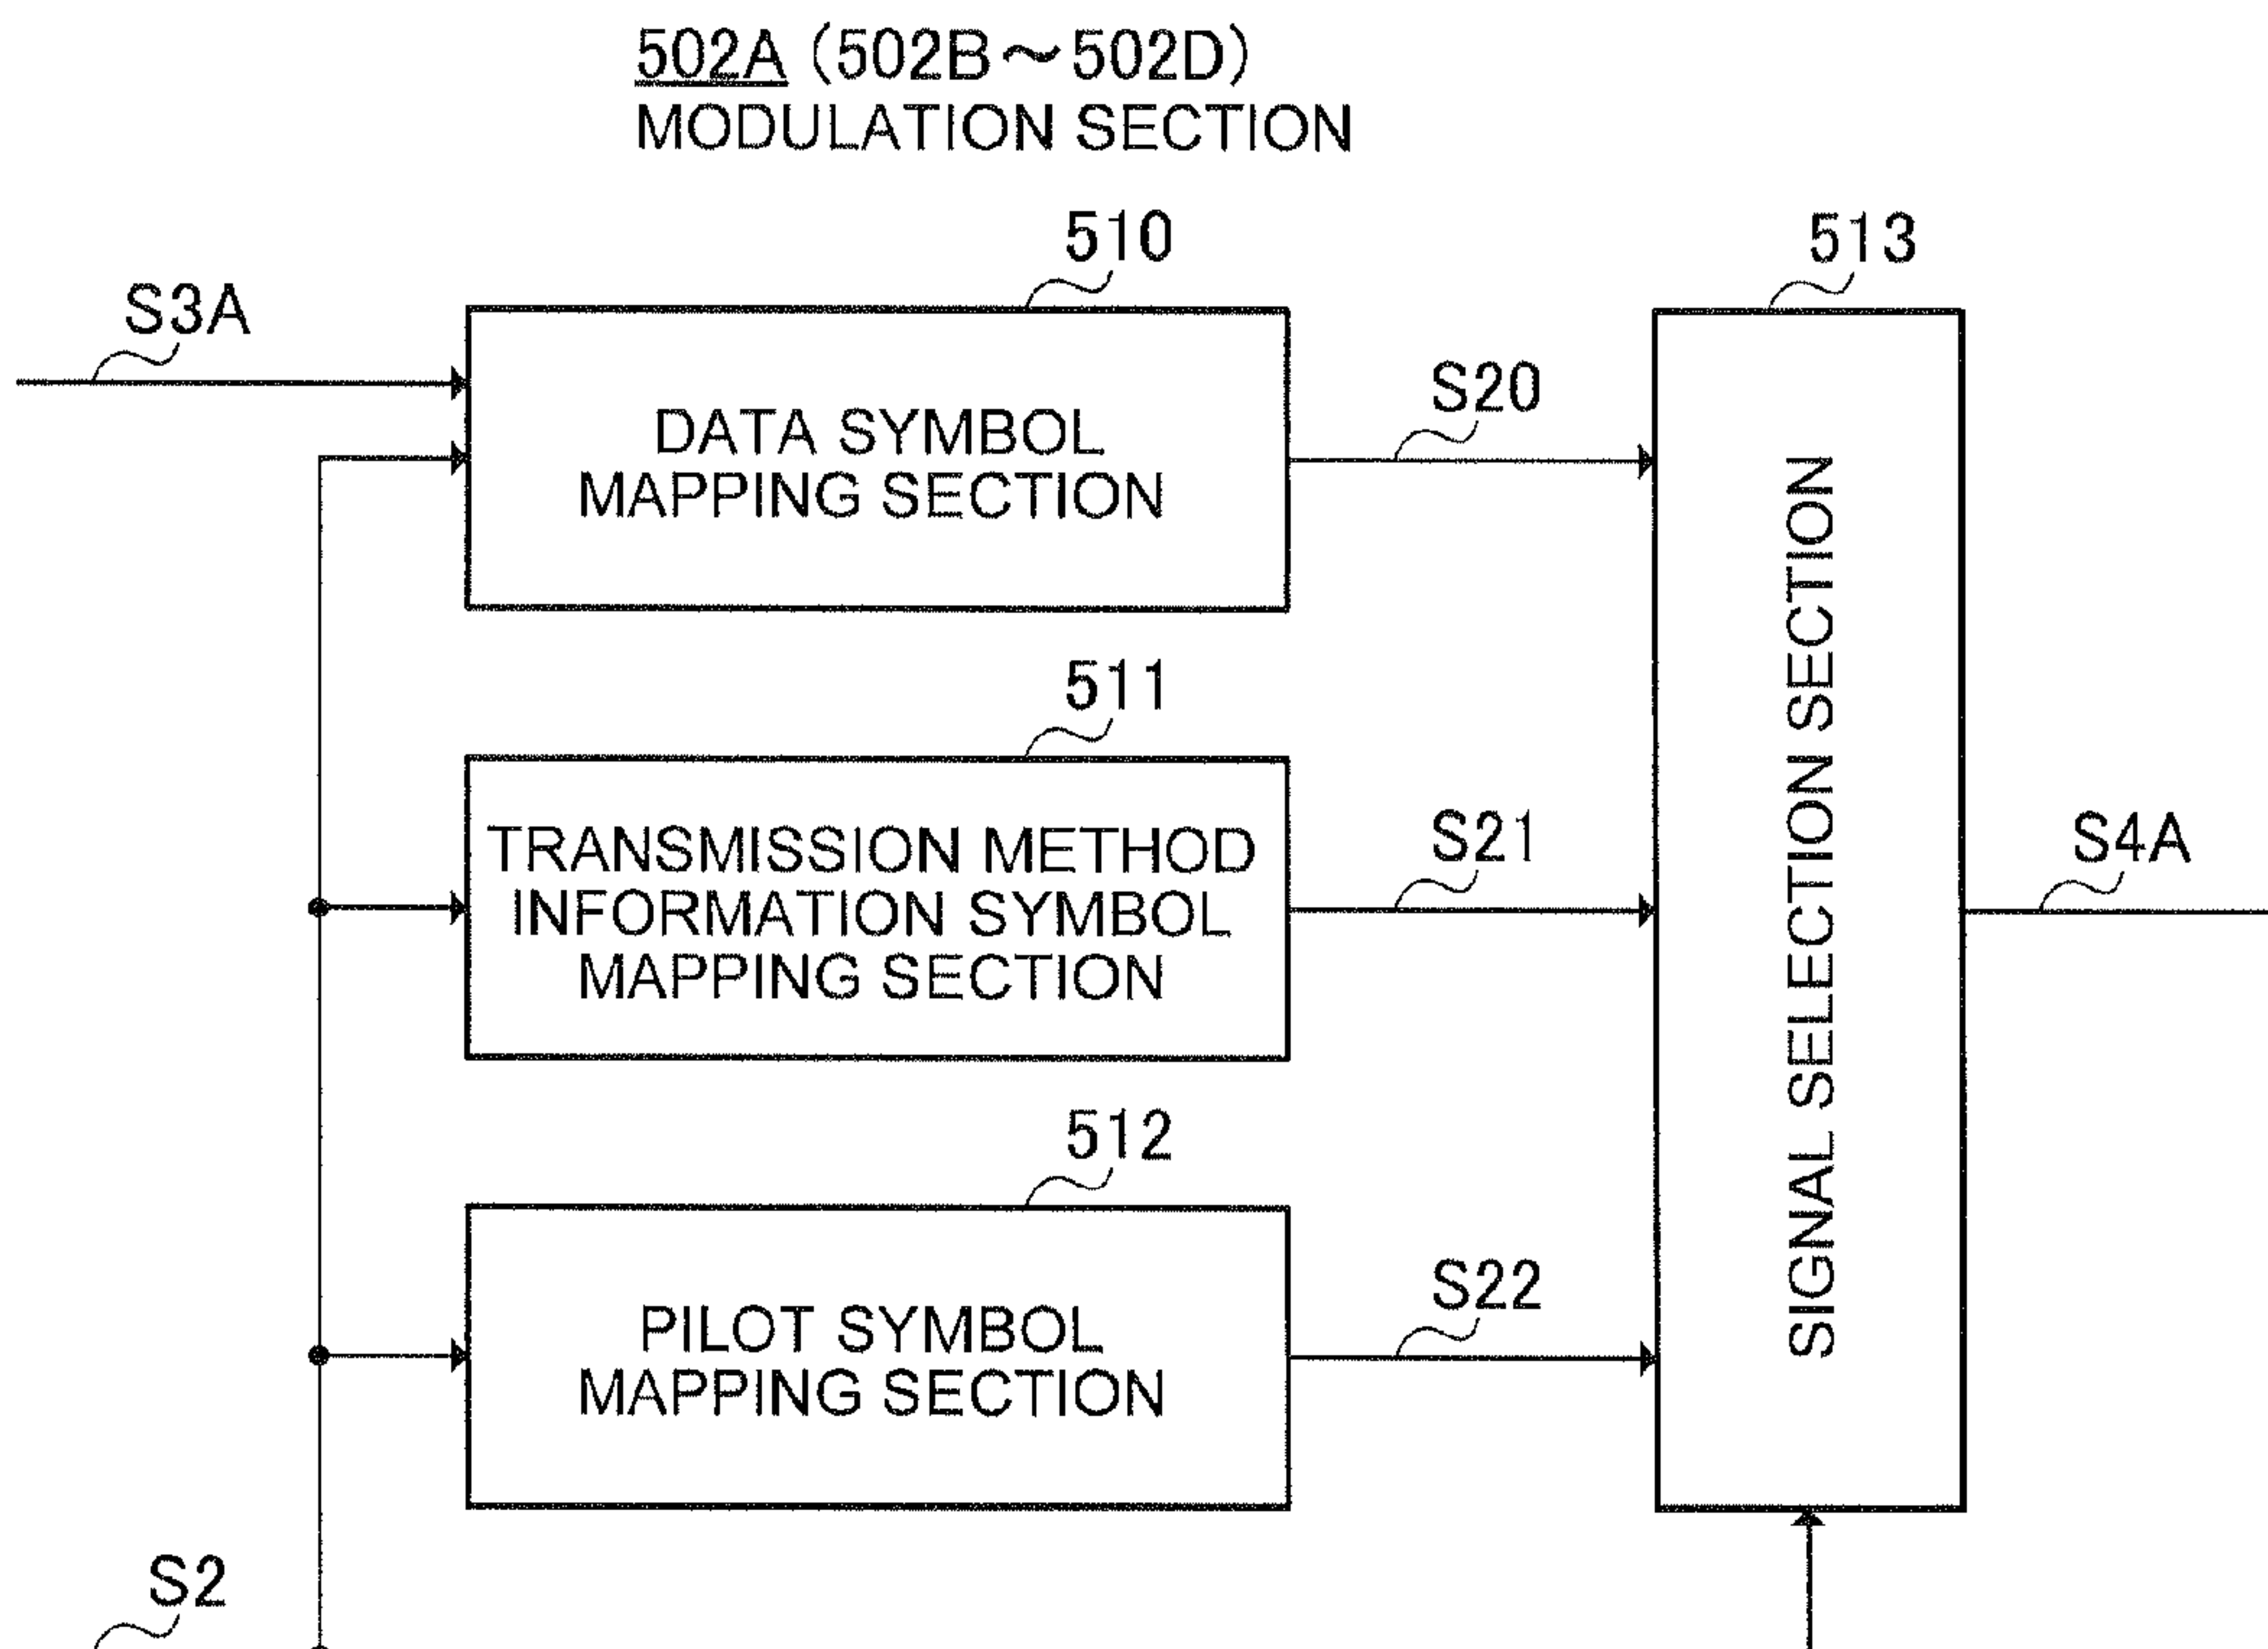 502A (502B～502D)
MODULATION SECTION
510
513
S3A
S20
DATA SYMBOL
MAPPING SECTION
511
S21
TRANSMISSION METHOD
INFORMATION SYMBOL
MAPPING SECTION
SIGNAL SELECTION SECTION
S4A
512
S22
PILOT SYMBOL
MAPPING SECTION
S2